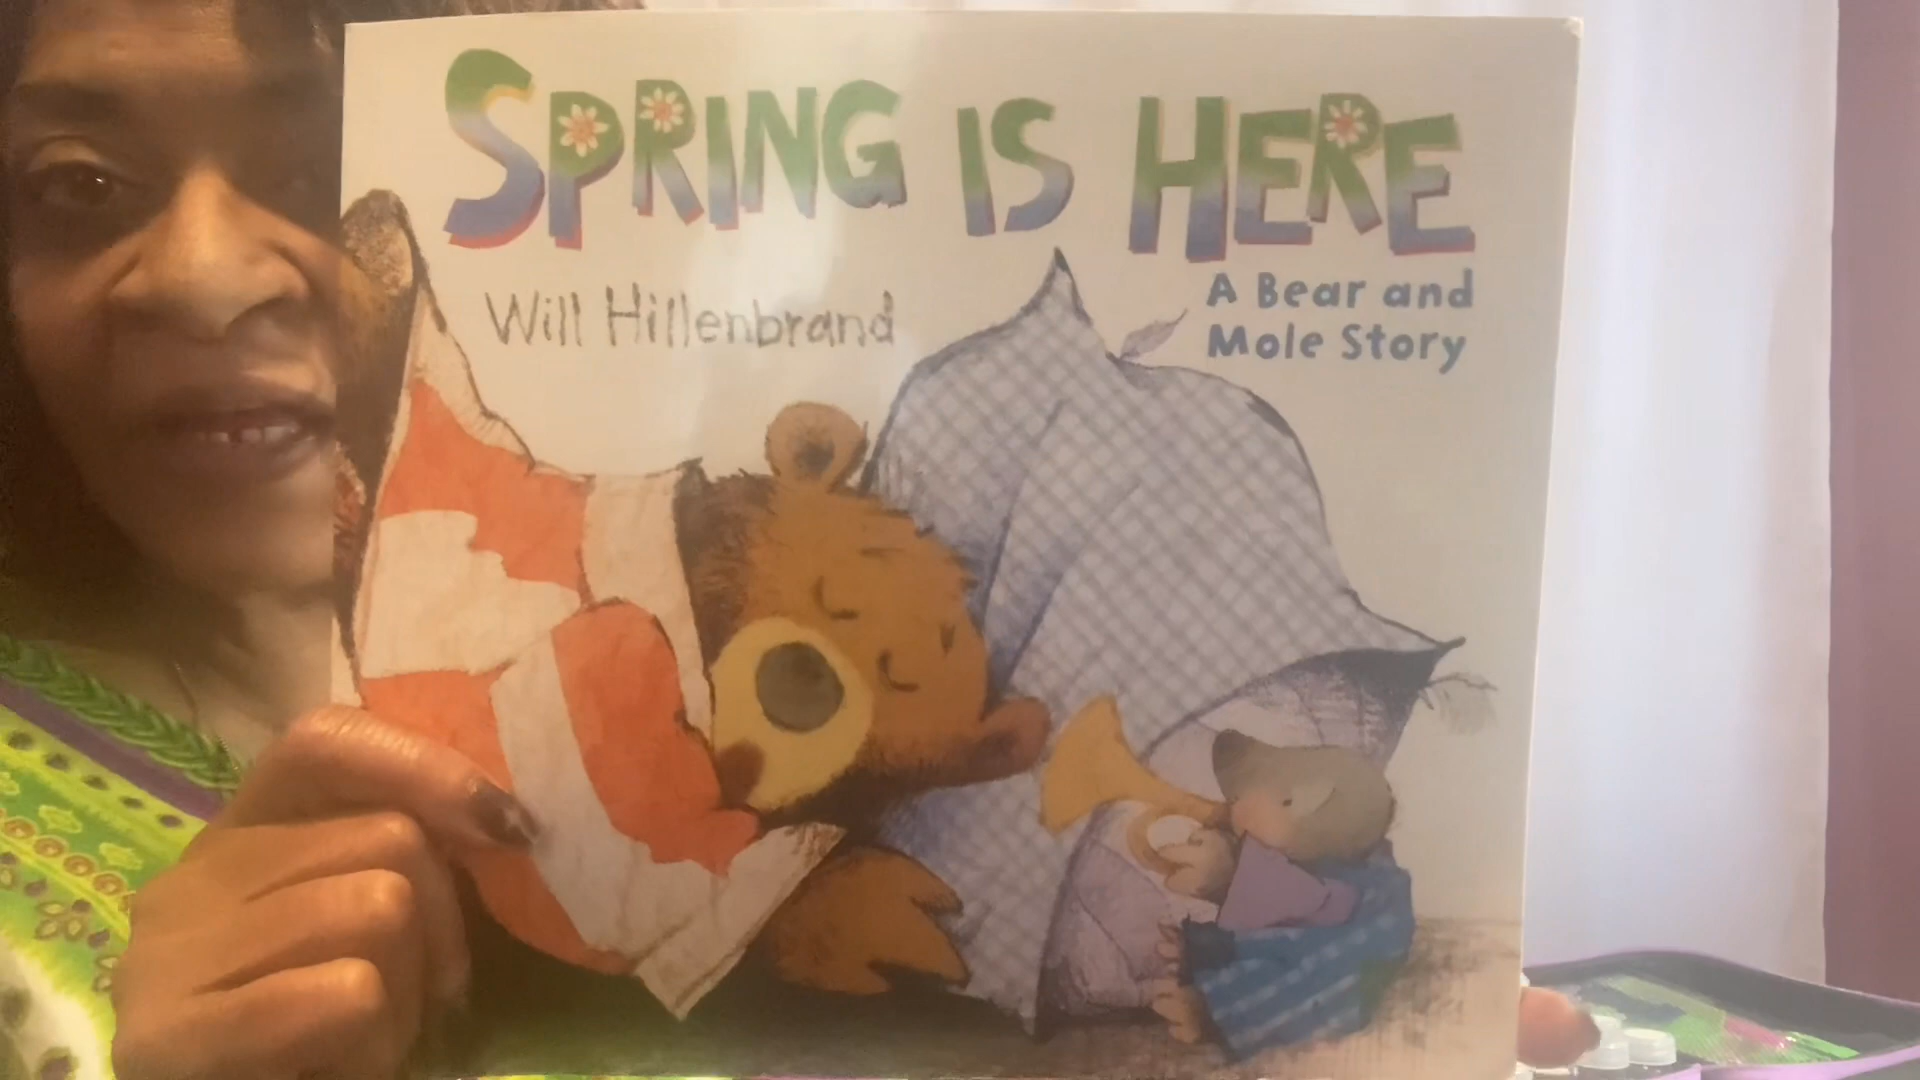 SPRING IS HERE
Will Hillenbrand
A Bear and
Mole Story